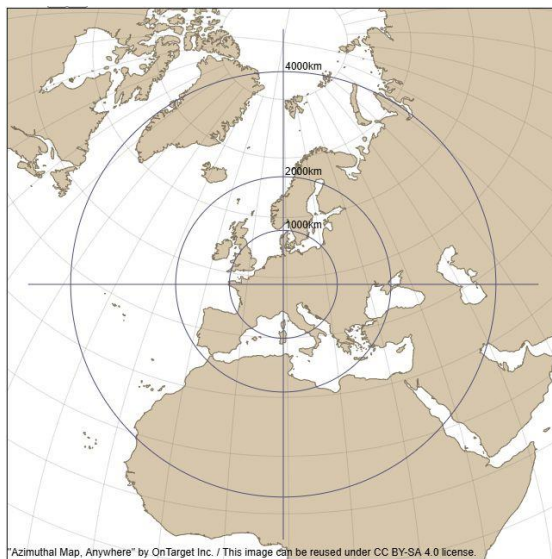 4000km
2000km
1000km
"Azimuthal Map, Anywhere" by OnTarget Inc. / This image can be reused under CC BY-SA 4.0 license.